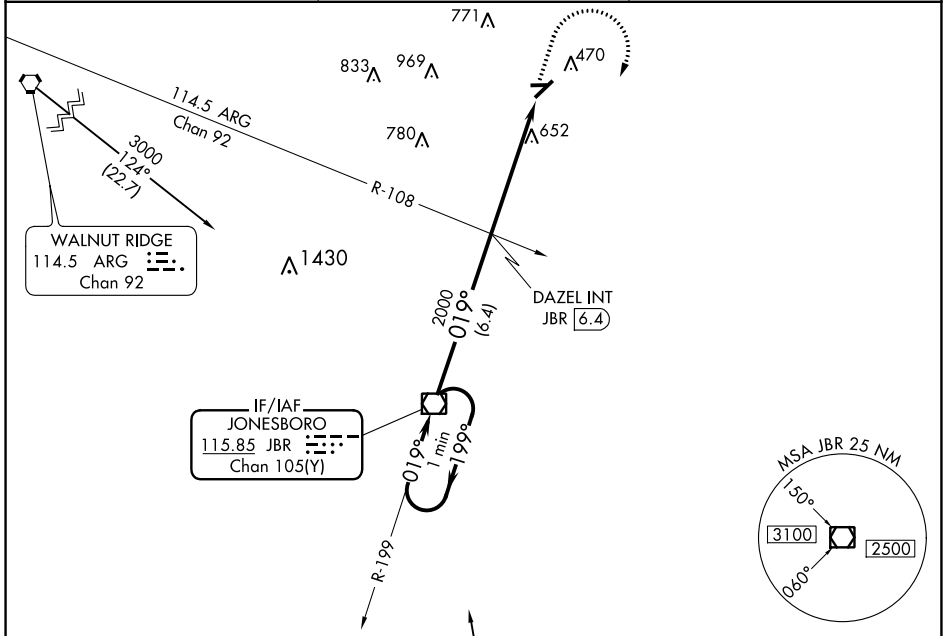 771
833
969
470
114.5 ARG
Chan 92
780
652
3000
124°
(22.7)
R-108
WALNUT RIDGE
114.5 ARG
Chan 92
1430
DAZEL INT
JBR 6.4
2000
019°
(6.4)
IF/IAF
JONESBORO
115.85 JBR
Chan 105(Y)
019°
1 min
199°
R-199
MSA JBR 25 NM
150°
3100
2500
060°